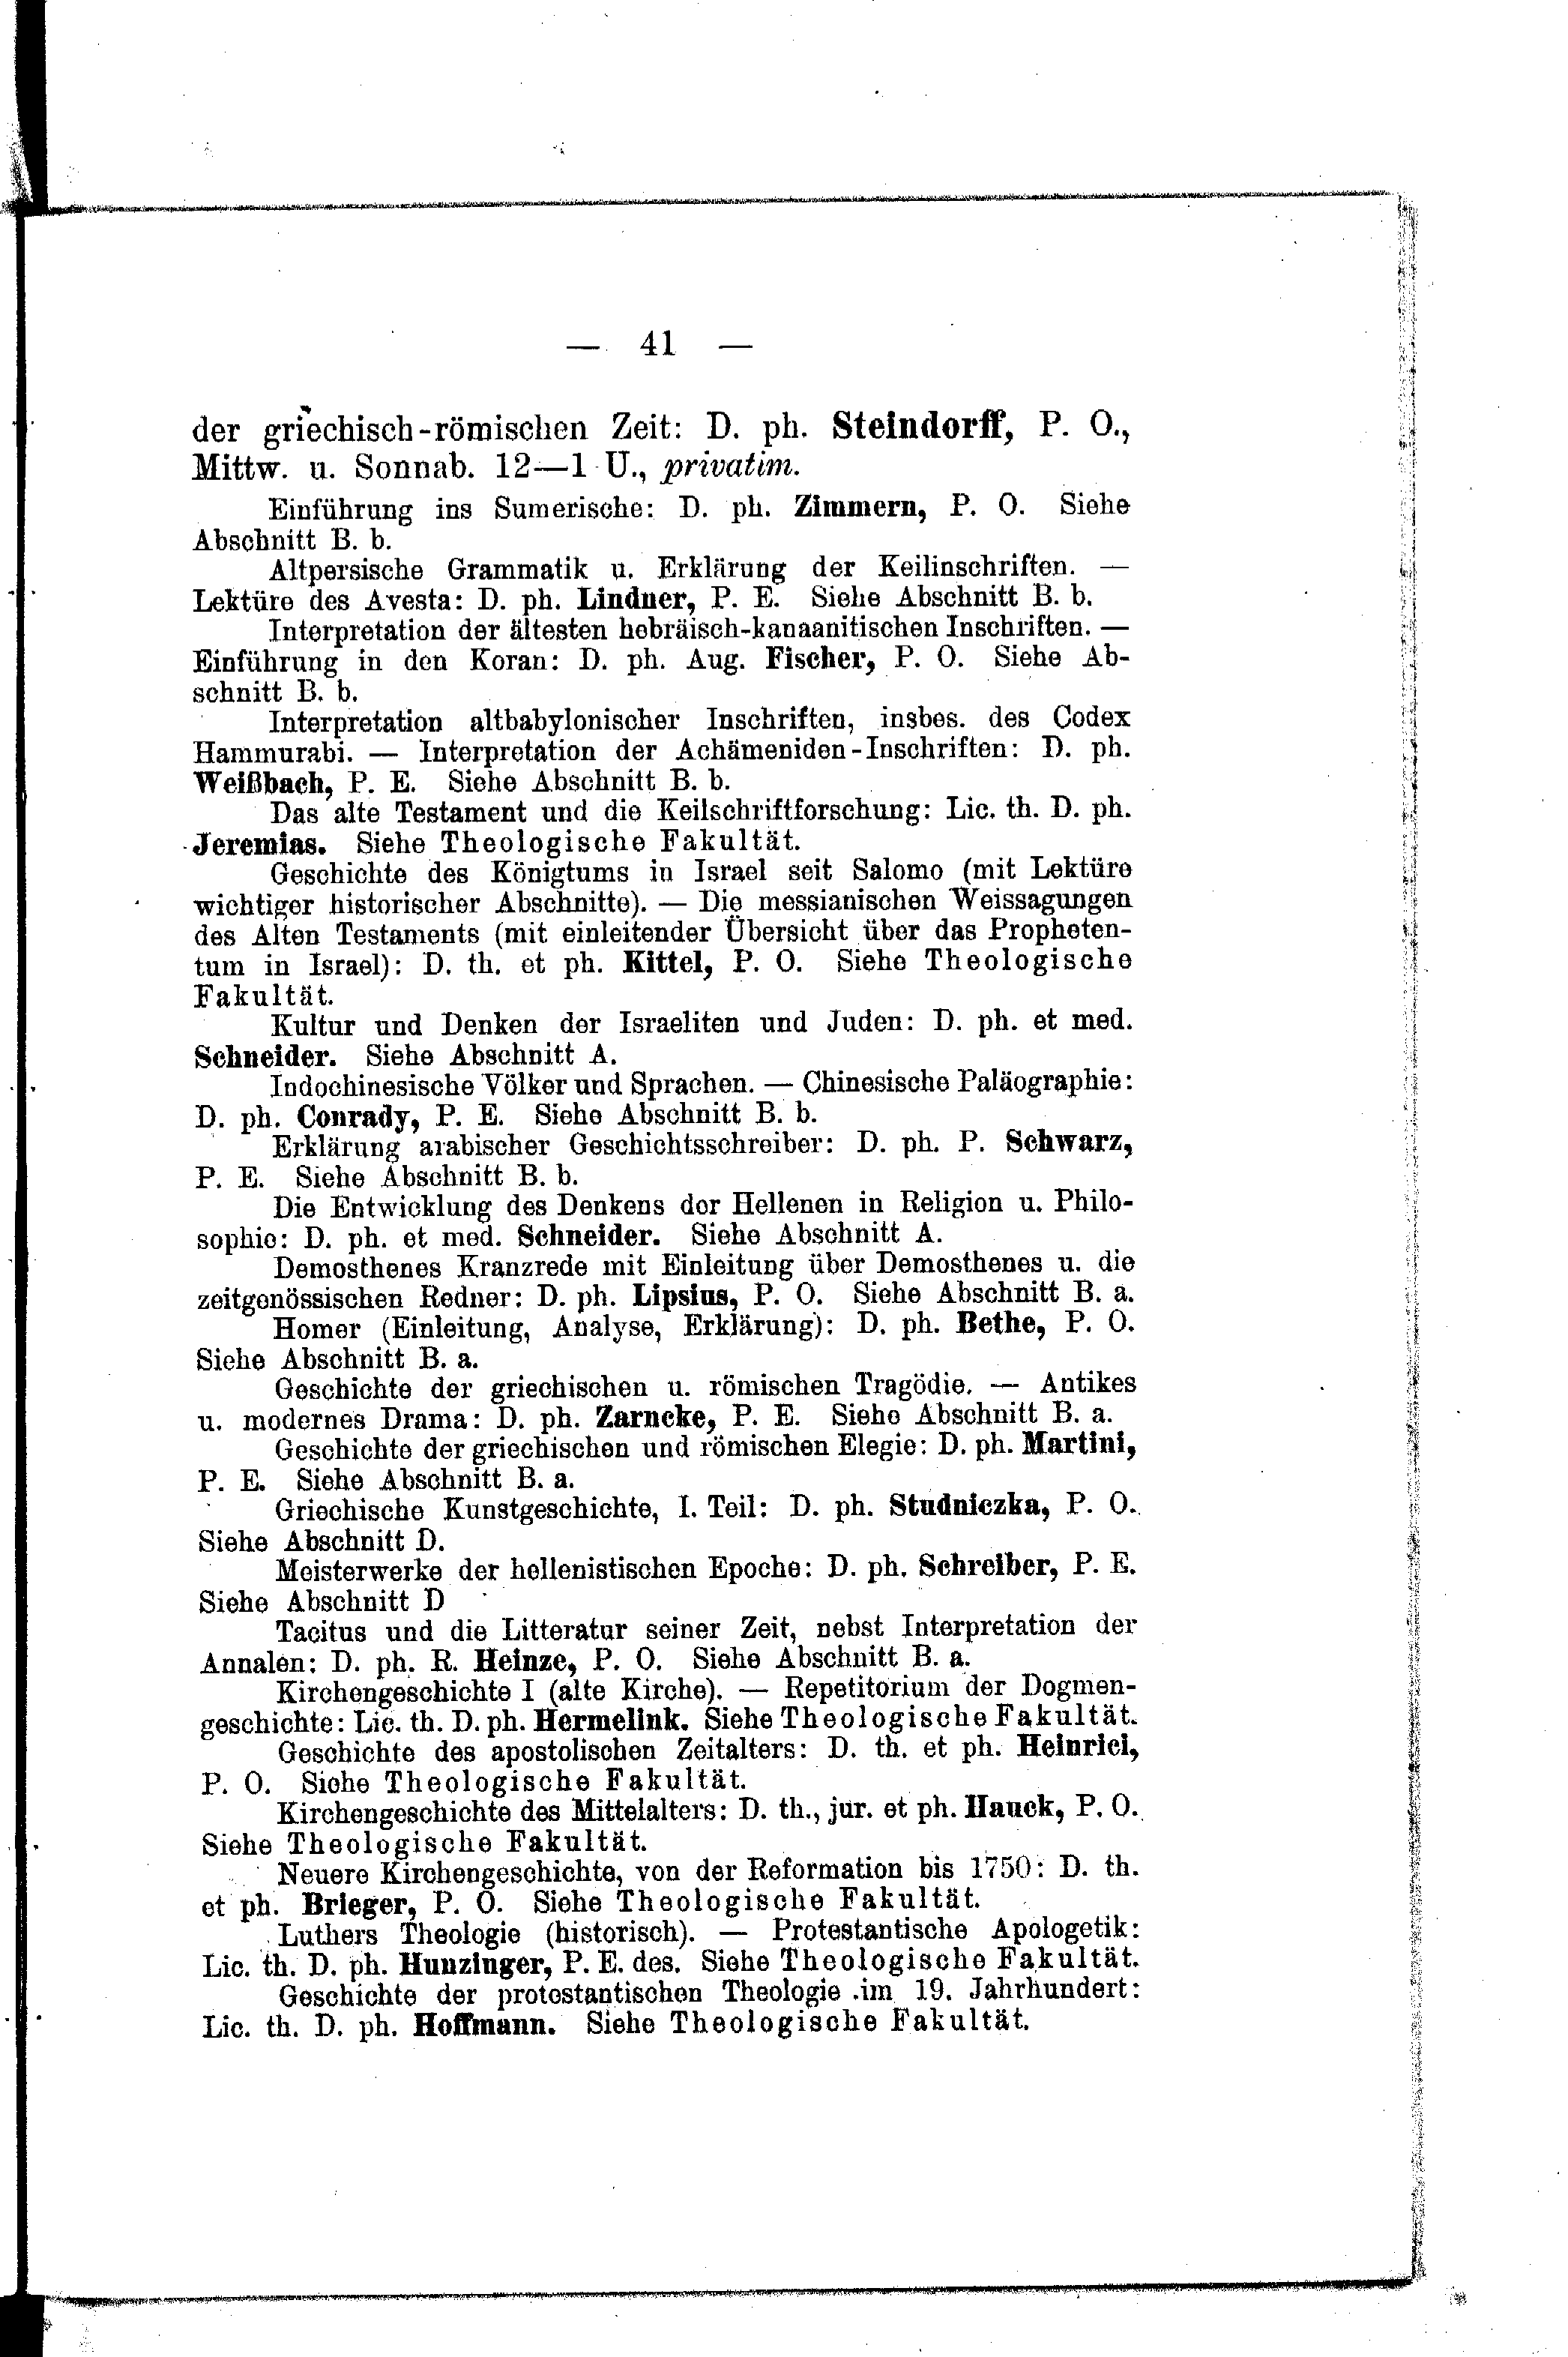 — 41 —
der griechisch-römischen Zeit: D. ph. Steindorff, P. O.,
Mittw. u. Sonnab. 12—1 U., privatim.
Einführung ins Sumerische: D. ph. Zimmern, P. O. Siehe
Abschnitt B. b.
Altpersische Grammatik u. Erklärung der Keilinschriften. —
Lektüre des Avesta: D. ph. Lindner, P. E. Siehe Abschnitt B. b.
Interpretation der ältesten hebräisch-kanaanitischen Inschriften. —
Einführung in den Koran: D. ph. Aug. Fischer, P. O. Siehe Ab-
schnitt B. b.
Interpretation altbabylonischer Inschriften, insbes. des Codex
Hammurabi. — Interpretation der Achämeniden-Inschriften: D. ph.
Weißbach, P. E. Siehe Abschnitt B. b.
Das alte Testament und die Keilschriftforschung: Lic. th. D. ph.
Jeremias. Siehe Theologische Fakultät.
Geschichte des Königtums in Israel seit Salomo (mit Lektüre
wichtiger historischer Abschnitte). — Die messianischen Weissagungen
des Alten Testaments (mit einleitender Übersicht über das Propheten-
tum in Israel): D. th. et ph. Kittel, P. O. Siehe Theologische
Fakultät.
Kultur und Denken der Israeliten und Juden: D. ph. et med.
Schneider. Siehe Abschnitt A.
Indochinesische Völker und Sprachen. — Chinesische Paläographie:
D. ph. Conrady, P. E. Siehe Abschnitt B. b.
Erklärung arabischer Geschichtsschreiber: D. ph. P. Schwarz,
P. E. Siehe Abschnitt B. b.
Die Entwicklung des Denkens der Hellenen in Religion u. Philo-
sophie: D. ph. et med. Schneider. Siehe Abschnitt A.
Demosthenes Kranzrede mit Einleitung über Demosthenes u. die
zeitgenössischen Redner: D. ph. Lipsius, P. O. Siehe Abschnitt B. a.
Homer (Einleitung, Analyse, Erklärung): D. ph. Bethe, P. O.
Siehe Abschnitt B. a.
Geschichte der griechischen u. römischen Tragödie. — Antikes
u. modernes Drama: D. ph. Zarncke, P. E. Siehe Abschnitt B. a.
Geschichte der griechischen und römischen Elegie: D. ph. Martini,
P. E. Siehe Abschnitt B. a.
Griechische Kunstgeschichte, I. Teil: D. ph. Studniczka, P. O.
Siehe Abschnitt D.
Meisterwerke der hellenistischen Epoche: D. ph. Schreiber, P. E.
Siehe Abschnitt D
Tacitus und die Litteratur seiner Zeit, nebst Interpretation der
Annalen: D. ph. R. Heinze, P. O. Siehe Abschnitt B. a.
Kirchengeschichte I (alte Kirche). — Repetitorium der Dogmen-
geschichte: Lic. th. D. ph. Hermelink. Siehe Theologische Fakultät.
Geschichte des apostolischen Zeitalters: D. th. et ph. Heinrici,
P. O. Siehe Theologische Fakultät.
Kirchengeschichte des Mittelalters: D. th., jur. et ph. Hauck, P. O.
Siehe Theologische Fakultät.
Neuere Kirchengeschichte, von der Reformation bis 1750: D. th.
et ph. Brieger, P. O. Siehe Theologische Fakultät.
Luthers Theologie (historisch). — Protestantische Apologetik:
Lic. th. D. ph. Hunzinger, P. E. des. Siehe Theologische Fakultät.
Geschichte der protestantischen Theologie im 19. Jahrhundert:
Lic. th. D. ph. Hoffmann. Siehe Theologische Fakultät.